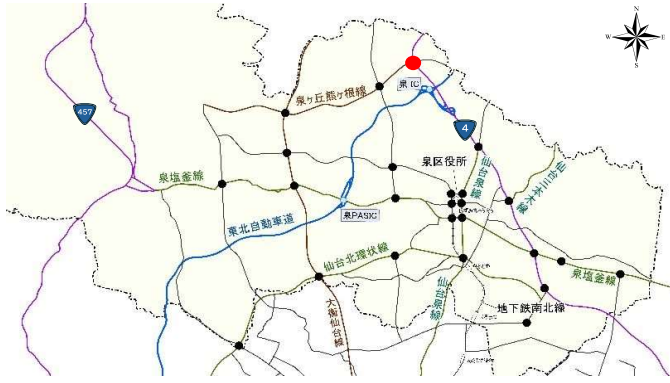 N
W E
S
泉IC
457
泉ヶ丘熊ヶ根線
4
泉区役所
仙台泉線
仙台三本木線
泉塩釜線
泉PASIC
東北自動車道
仙台北環状線
泉塩釜線
大衡仙台線
仙台泉線
地下鉄南北線